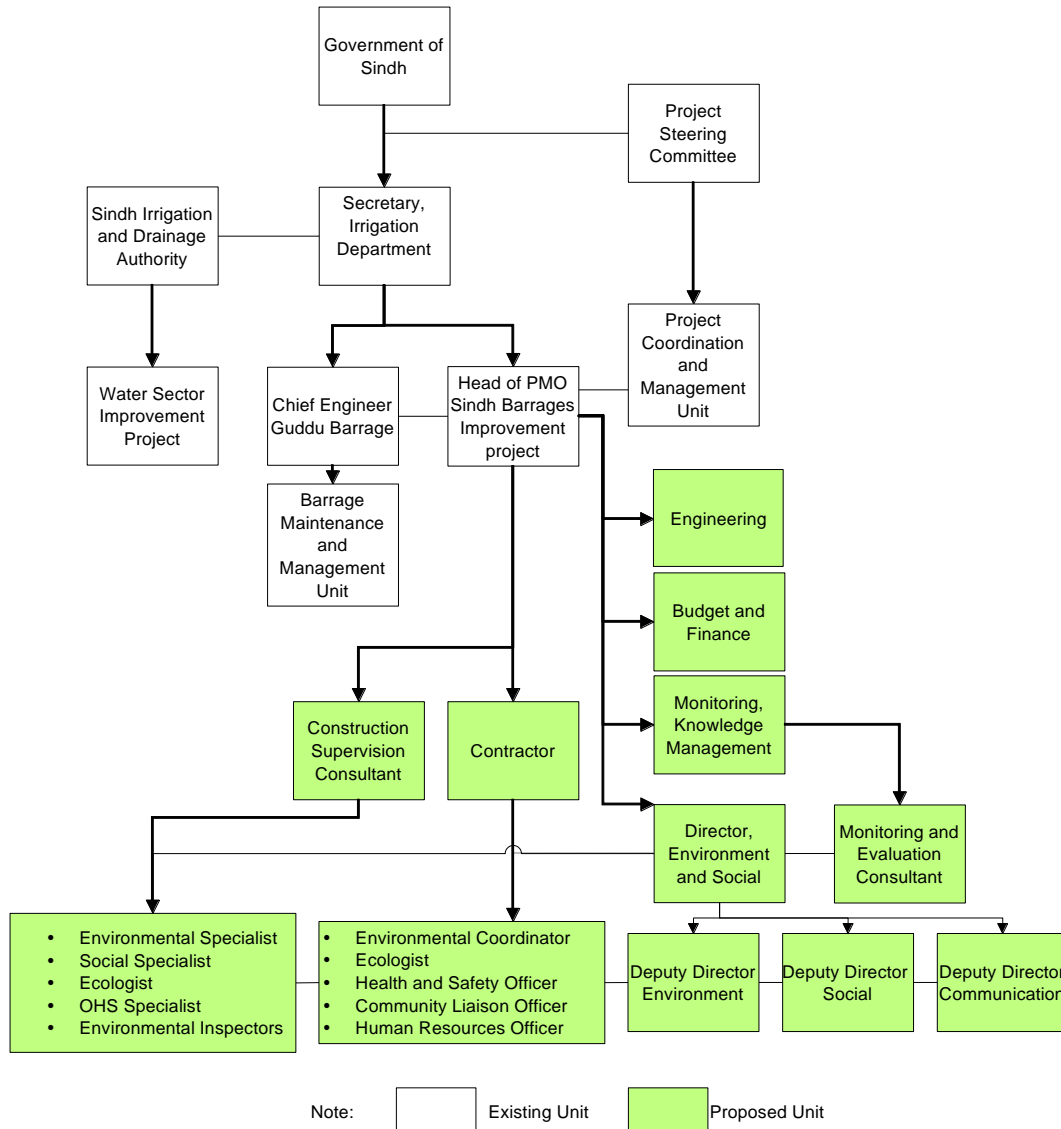 Government of
Sindh
Project
Steering
Committee
Sindh Irrigation
and Drainage
Authority
Secretary,
Irrigation
Department
Project
Coordination
and
Management
Unit
Water Sector
Improvement
Project
Chief Engineer
Guddu Barrage
Head of PMO
Sindh Barrages
Improvement
project
Barrage
Maintenance
and
Management
Unit
Engineering
Budget and
Finance
Monitoring,
Knowledge
Management
Construction
Supervision
Consultant
Contractor
Director,
Environment
and Social
Monitoring and
Evaluation
Consultant
• Environmental Specialist
• Social Specialist
• Ecologist
• OHS Specialist
• Environmental Inspectors
• Environmental Coordinator
• Ecologist
• Health and Safety Officer
• Community Liaison Officer
• Human Resources Officer
Deputy Director
Environment
Deputy Director
Social
Deputy Director
Communication
Note:
Existing Unit
Proposed Unit